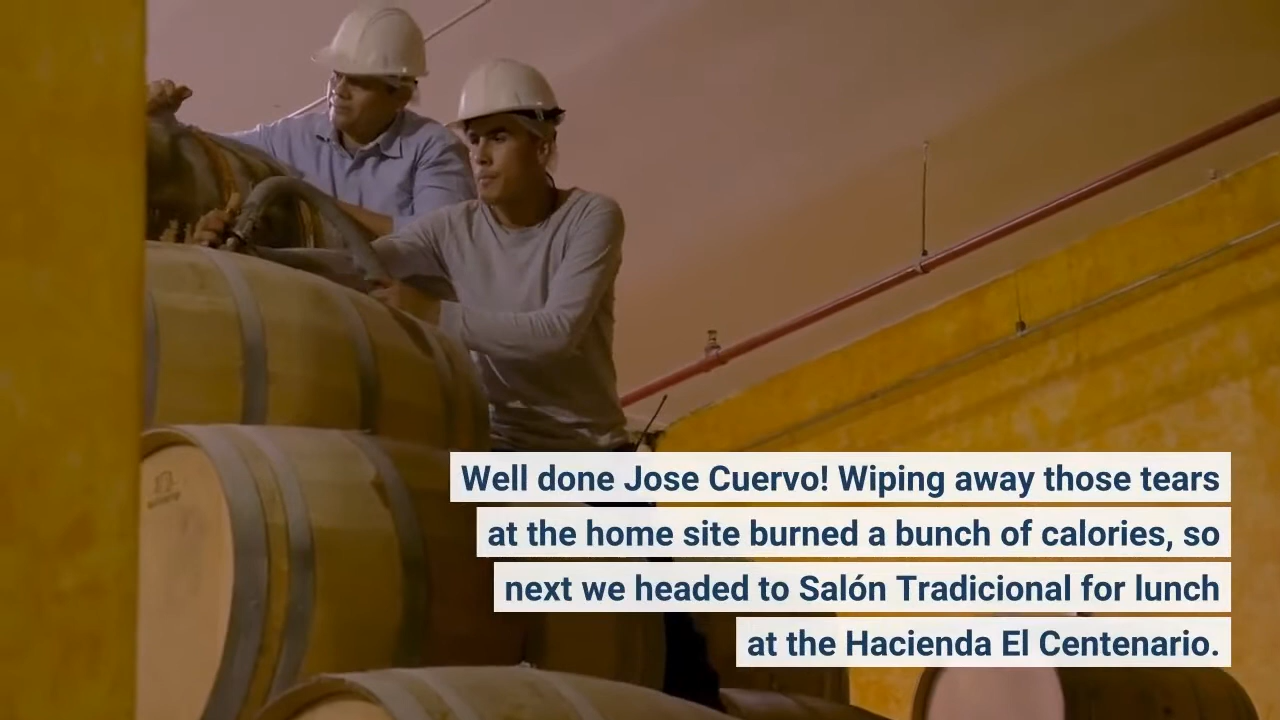 Well done Jose Cuervo! Wiping away those tears
at the home site burned a bunch of calories, so
next we headed to Salón Tradicional for lunch
at the Hacienda El Centenario.